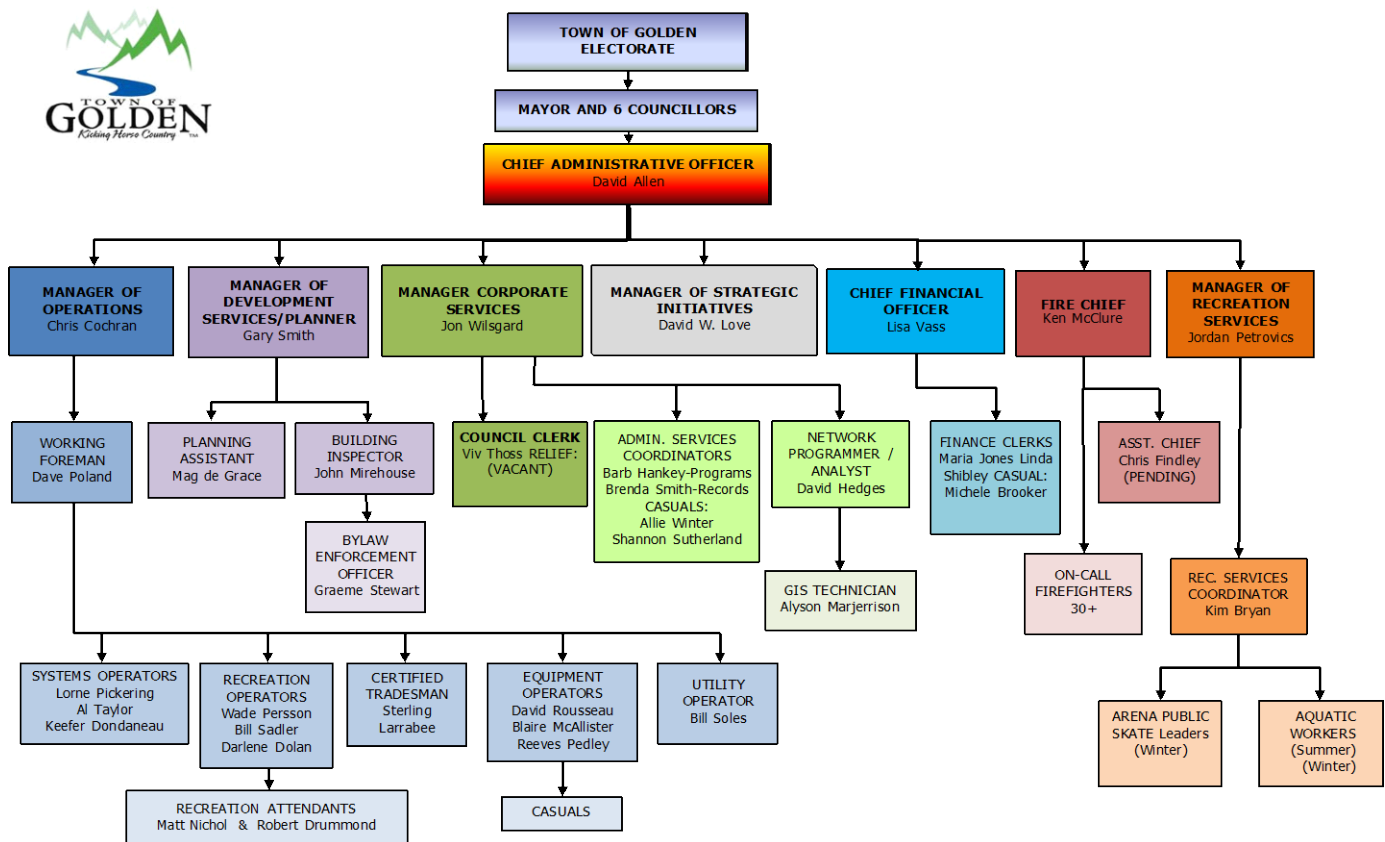 TOWN OF
GOLDEN
Kicking Horse Country ™
TOWN OF GOLDEN
ELECTORATE
MAYOR AND 6 COUNCILLORS
CHIEF ADMINISTRATIVE OFFICER
David Allen
MANAGER OF
OPERATIONS
Chris Cochran
MANAGER OF
DEVELOPMENT
SERVICES/PLANNER
Gary Smith
MANAGER CORPORATE
SERVICES
Jon Wilsgard
MANAGER OF STRATEGIC
INITIATIVES
David W. Love
CHIEF FINANCIAL
OFFICER
Lisa Vass
FIRE CHIEF
Ken McClure
MANAGER OF
RECREATION
SERVICES
Jordan Petrovics
WORKING
FOREMAN
Dave Poland
PLANNING
ASSISTANT
Mag de Grace
BUILDING
INSPECTOR
John Mirehouse
COUNCIL CLERK
Viv Thoss RELIEF:
(VACANT)
ADMIN. SERVICES
COORDINATORS
Barb Hankey-Programs
Brenda Smith-Records
CASUALS:
Allie Winter
Shannon Sutherland
NETWORK
PROGRAMMER /
ANALYST
David Hedges
FINANCE CLERKS
Maria Jones Linda
Shibley CASUAL:
Michele Brooker
ASST. CHIEF
Chris Findley
(PENDING)
BYLAW
ENFORCEMENT
OFFICER
Graeme Stewart
GIS TECHNICIAN
Alyson Marjerrison
ON-CALL
FIREFIGHTERS
30+
REC. SERVICES
COORDINATOR
Kim Bryan
SYSTEMS OPERATORS
Lorne Pickering
Al Taylor
Keefer Dondaneau
RECREATION
OPERATORS
Wade Persson
Bill Sadler
Darlene Dolan
CERTIFIED
TRADESMAN
Sterling
Larrabee
EQUIPMENT
OPERATORS
David Rousseau
Blaire McAllister
Reeves Pedley
UTILITY
OPERATOR
Bill Soles
ARENA PUBLIC
SKATE Leaders
(Winter)
AQUATIC
WORKERS
(Summer)
(Winter)
RECREATION ATTENDANTS
Matt Nichol & Robert Drummond
CASUALS